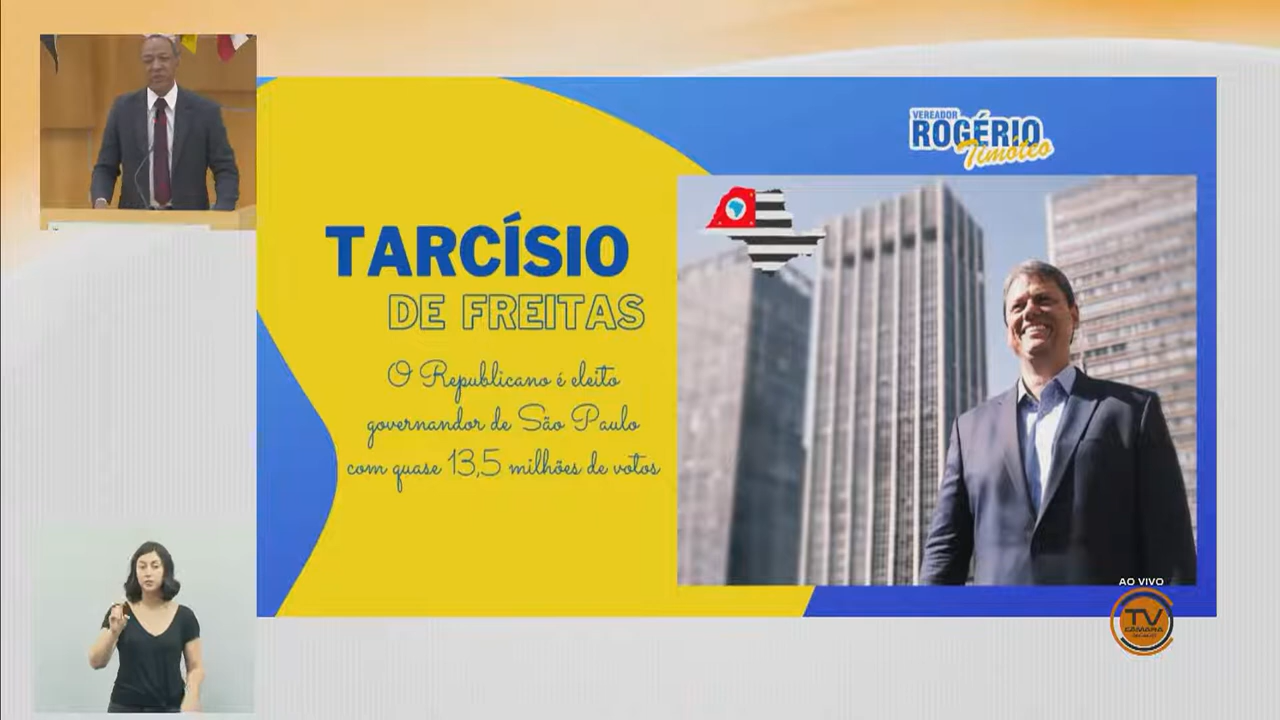 VEREADOR
ROGÉRIO
Timóteo
TARCÍSIO
DE FREITAS
O Republicano é eleito
governandor de São Paulo
com quase 13,5 milhões de votos
AO VIVO
TV
CÂMARA